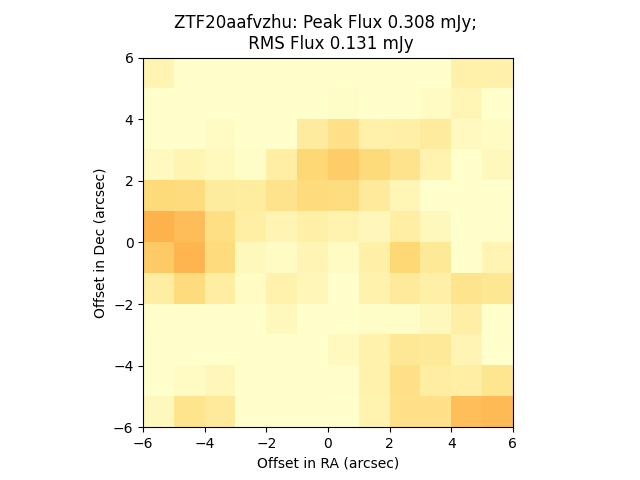 ZTF20aafvzhu: Peak Flux 0.308 mJy;
RMS Flux 0.131 mJy
6
4
2
0
−2
−4
−6
Offset in Dec (arcsec)
−6 −4 −2 0 2 4 6
Offset in RA (arcsec)